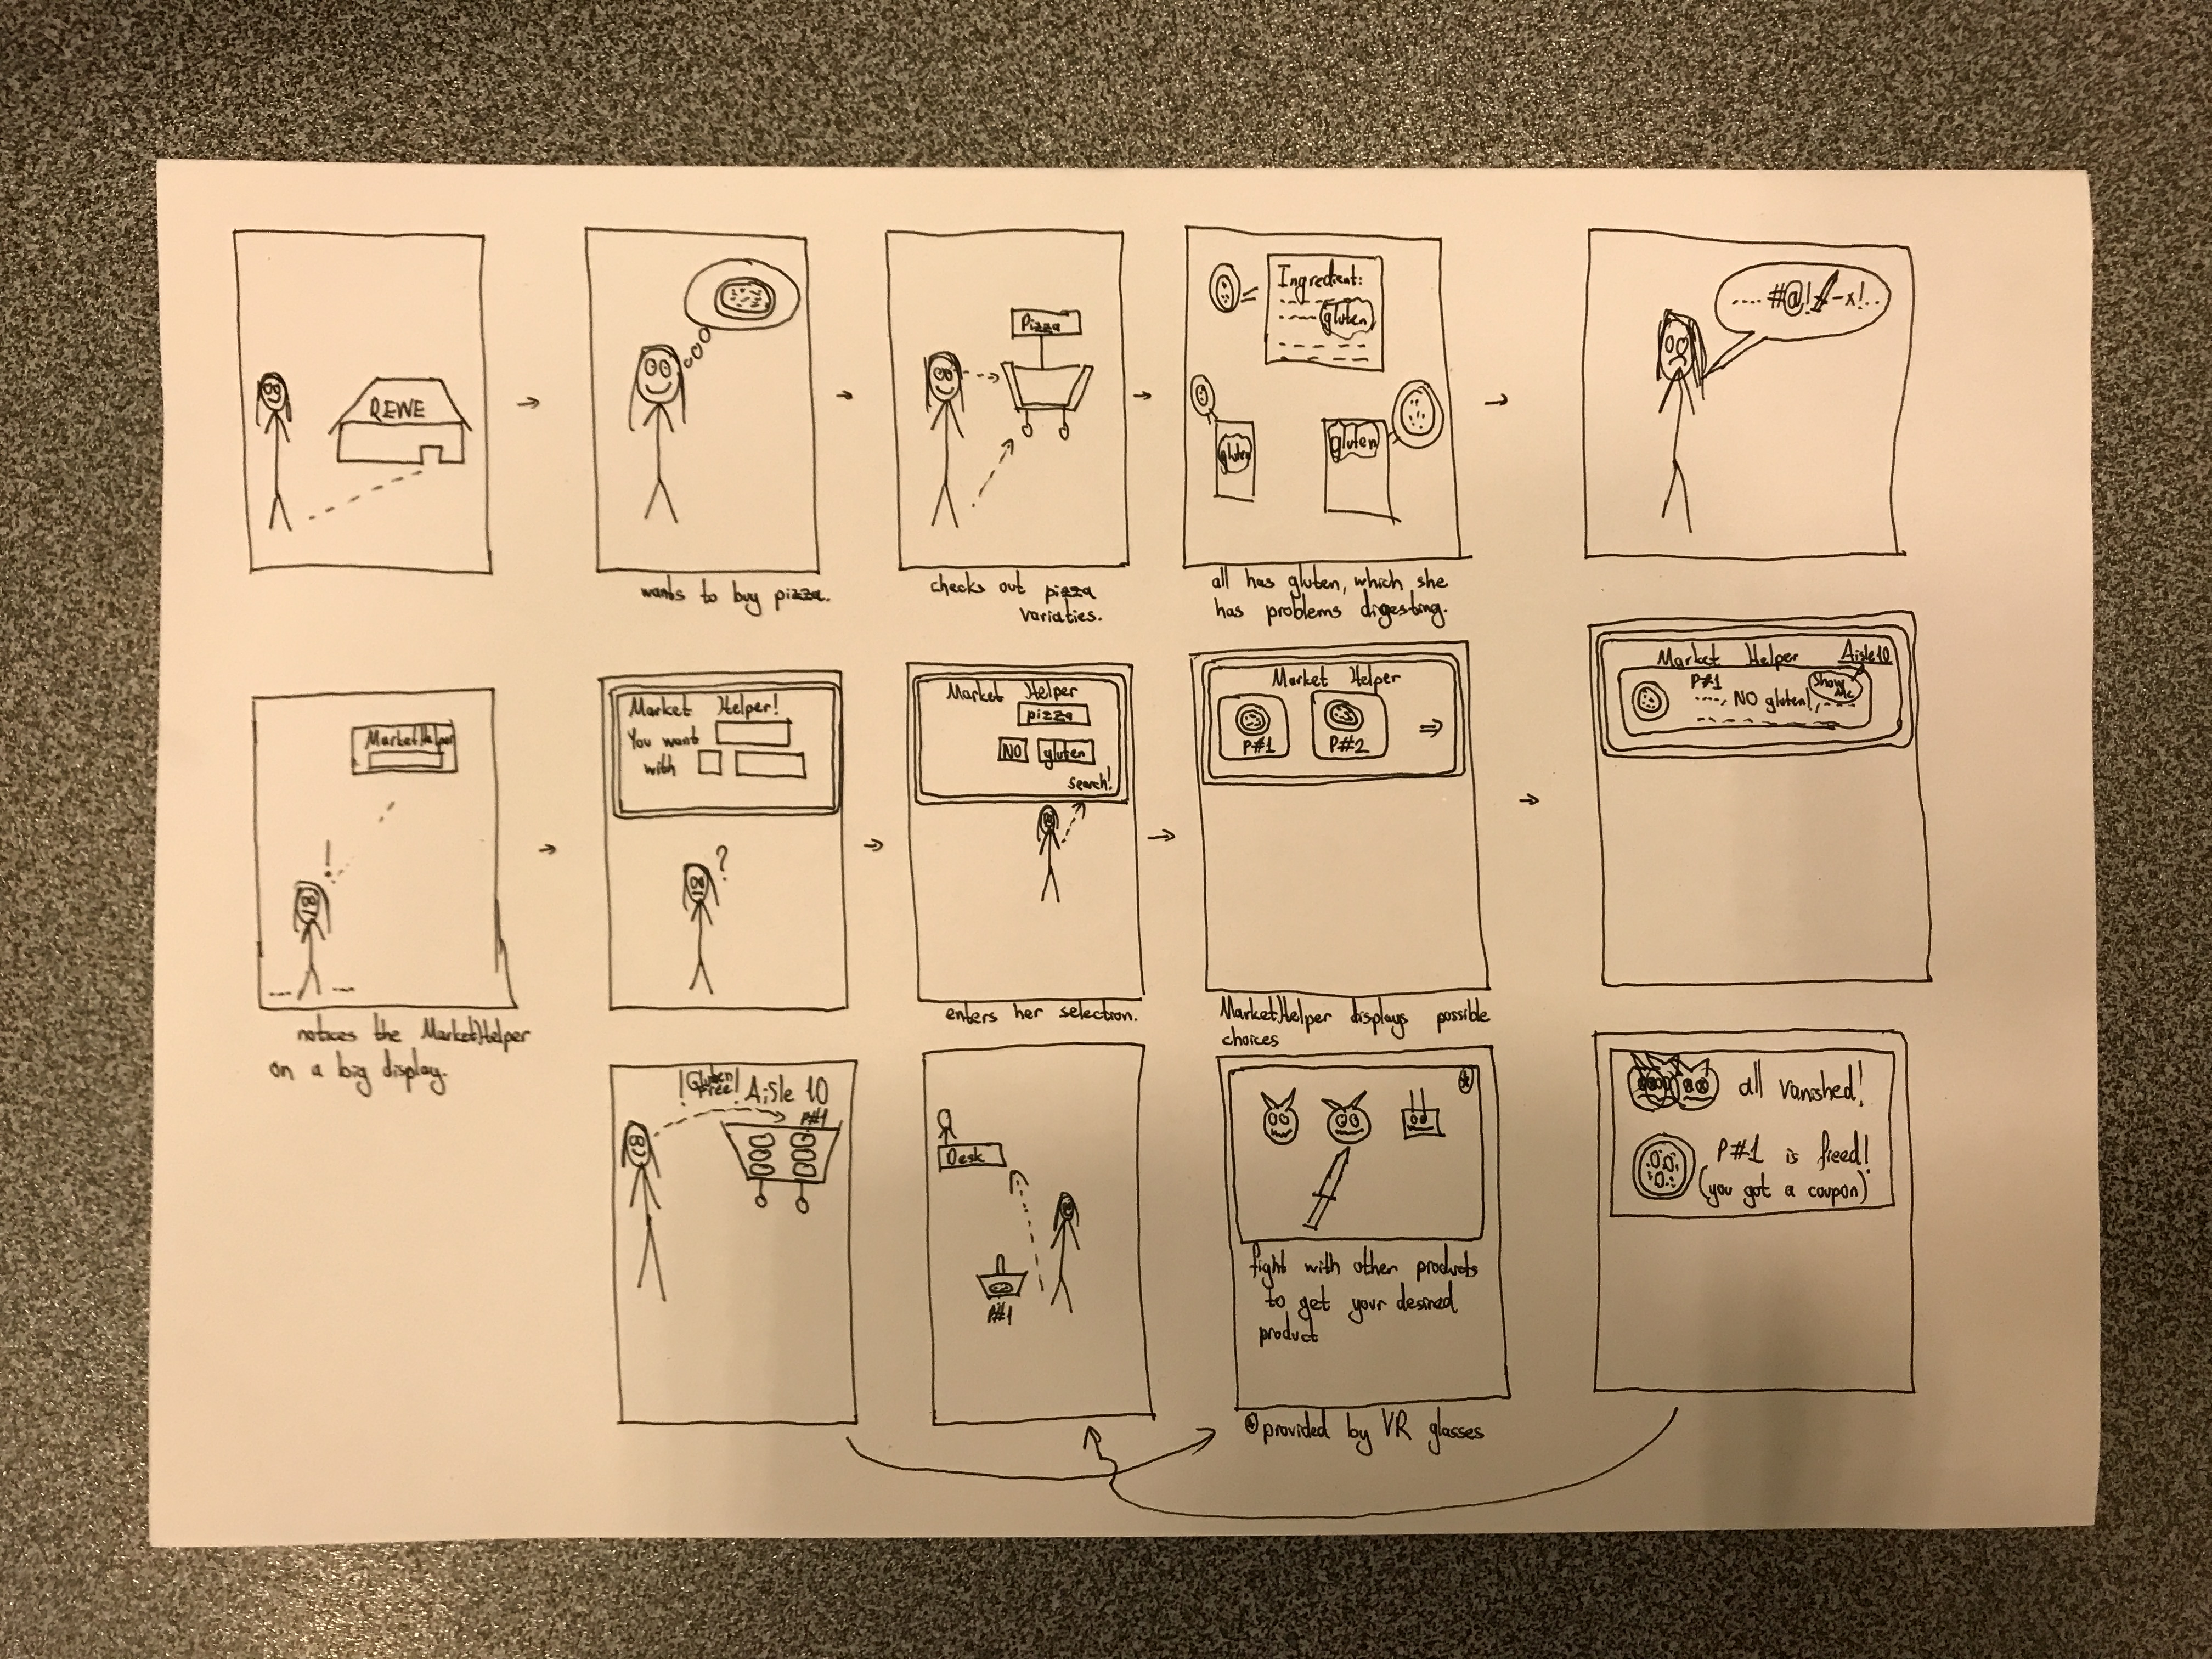 REWE
wants to buy pizza.
Pizza
checks out pizza
variaties.
Ingredient:
gluten
gluten
gluten
all has gluten, which she
has problems digesting.
.... #@! -x!..
MarketHelper
!
notices the MarketHelper
on a big display.
Market Helper!
You want
with
?
Market Helper
pizza
NO gluten
search!
enters her selection.
Market Helper
P#1 P#2
MarketHelper displays possible
choices
Market Helper Aisle 10
P#1
NO gluten!
Show
Me
!Gluten
Free! Aisle 10
P#1
Desk
P#1
fight with other products
to get your desired
product
provided by VR glasses
all vanished!
P#1 is freed!
(you got a coupon)